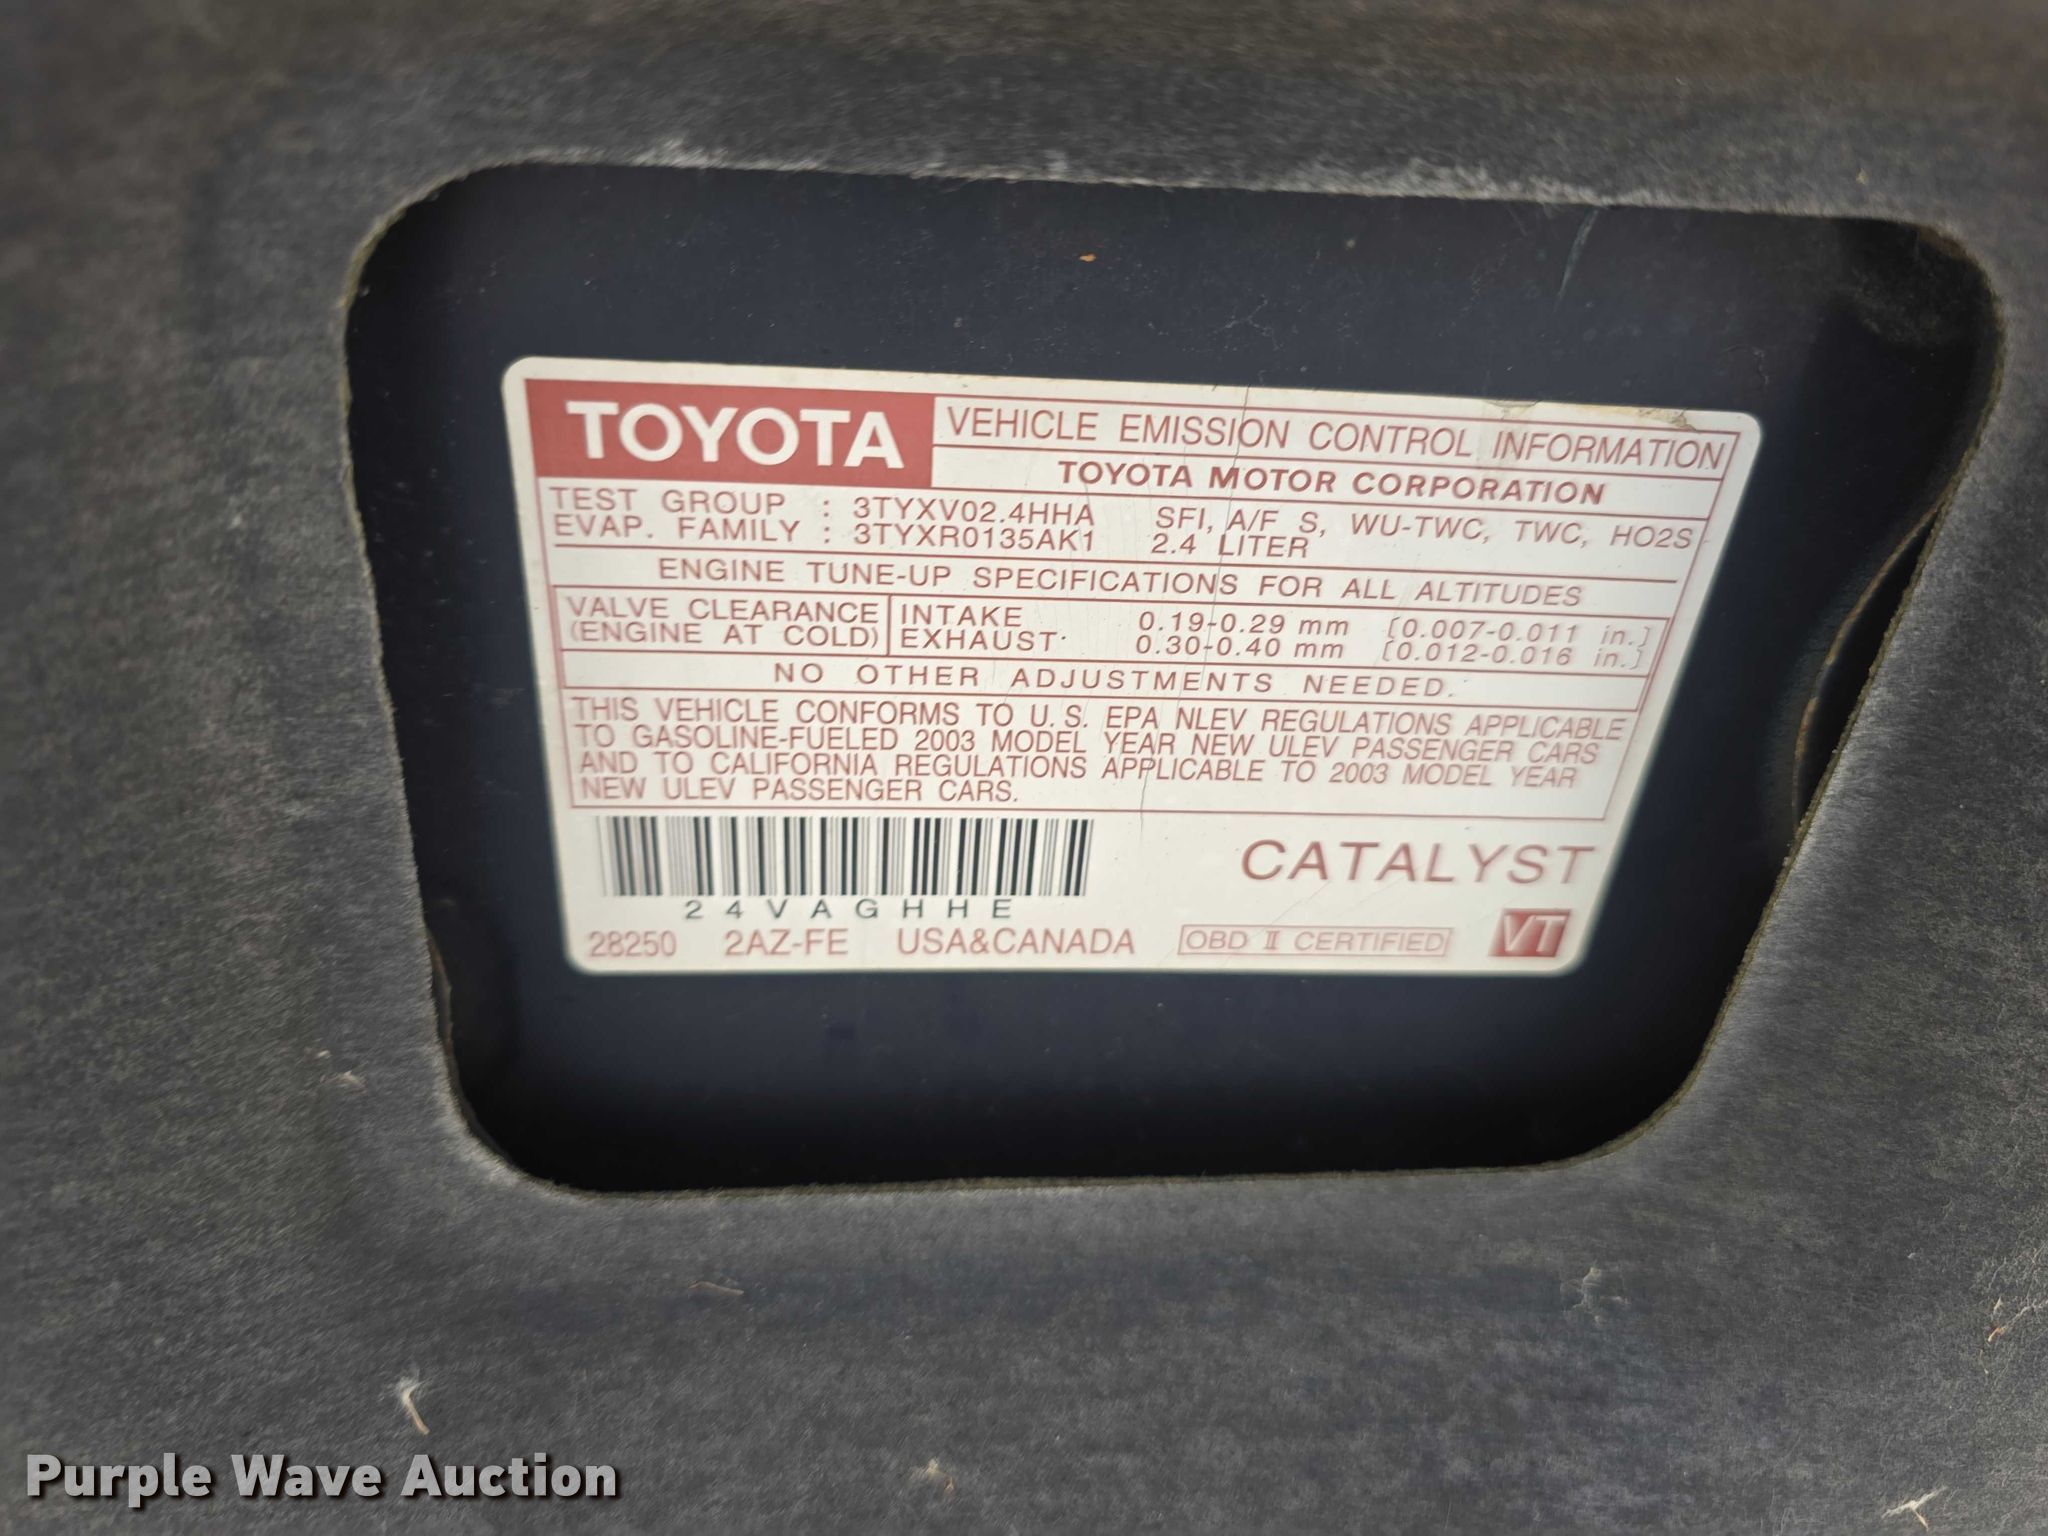 TOYOTA
VEHICLE EMISSION CONTROL INFORMATION
TOYOTA MOTOR CORPORATION
TEST GROUP : 3TYXV02.4HHA SFI, A/F S, WU-TWC, TWC, HO2S
EVAP. FAMILY : 3TYXR0135AK1 2.4 LITER
ENGINE TUNE-UP SPECIFICATIONS FOR ALL ALTITUDES
VALVE CLEARANCE INTAKE 0.19-0.29 mm [0.007-0.011 in.]
(ENGINE AT COLD) EXHAUST 0.30-0.40 mm [0.012-0.016 in.]
NO OTHER ADJUSTMENTS NEEDED.
THIS VEHICLE CONFORMS TO U.S. EPA NLEV REGULATIONS APPLICABLE
TO GASOLINE-FUELED 2003 MODEL YEAR NEW ULEV PASSENGER CARS
AND TO CALIFORNIA REGULATIONS APPLICABLE TO 2003 MODEL YEAR
NEW ULEV PASSENGER CARS.
CATALYST
24VAGHHE
28250 2AZ-FE USA&CANADA OBD II CERTIFIED VT
Purple Wave Auction